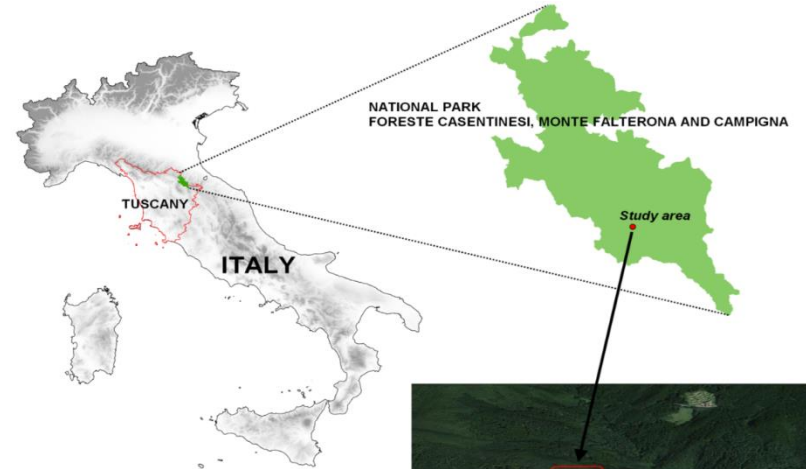 NATIONAL PARK
FORESTE CASENTINESI, MONTE FALTERONA AND CAMPIGNA
TUSCANY
Study area
ITALY